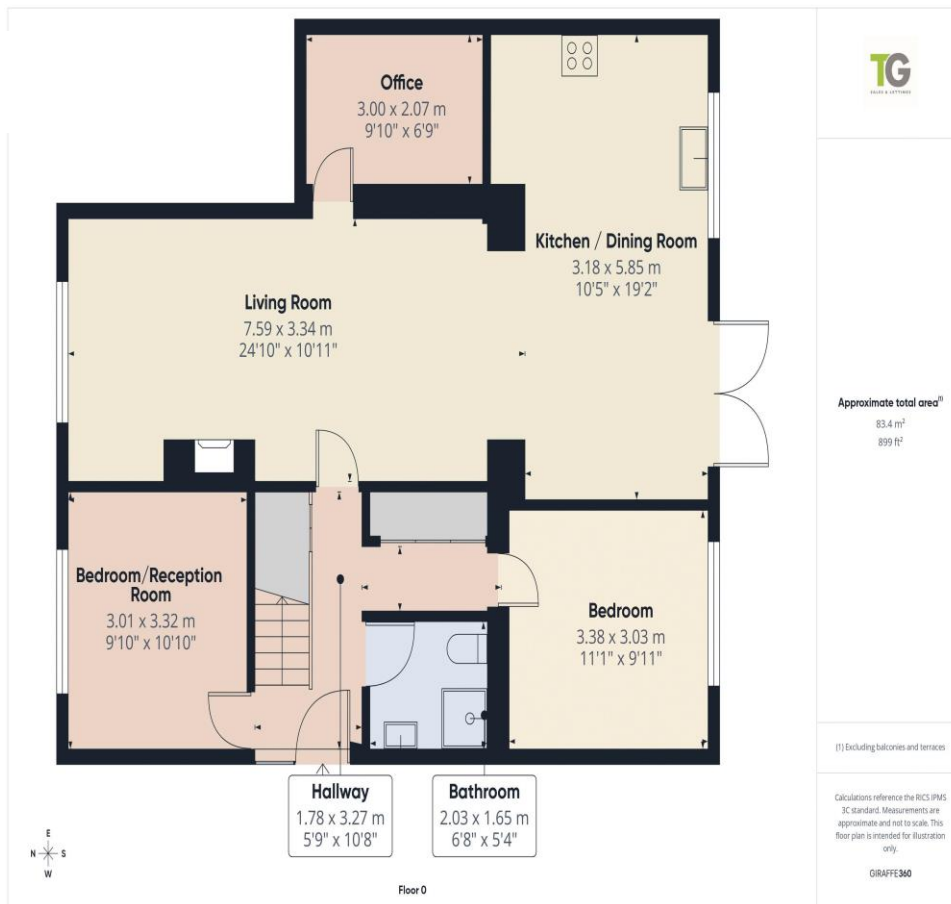 Office
3.00 x 2.07 m
9'10" x 6'9"
TG
SALES & LETTINGS
Kitchen / Dining Room
3.18 x 5.85 m
10'5" x 19'2"
Living Room
7.59 x 3.34 m
24'10" x 10'11"
Approximate total area(1)
83.4 m²
899 ft²
Bedroom/Reception
Room
3.01 x 3.32 m
9'10" x 10'10"
Bedroom
3.38 x 3.03 m
11'1" x 9'11"
(1) Excluding balconies and terraces
Hallway
1.78 x 3.27 m
5'9" x 10'8"
Bathroom
2.03 x 1.65 m
6'8" x 5'4"
Calculations reference the RICS IPMS
3C standard. Measurements are
approximate and not to scale. This
floor plan is intended for illustration
only.
GIRAFFE360
E
N S
W
Floor 0